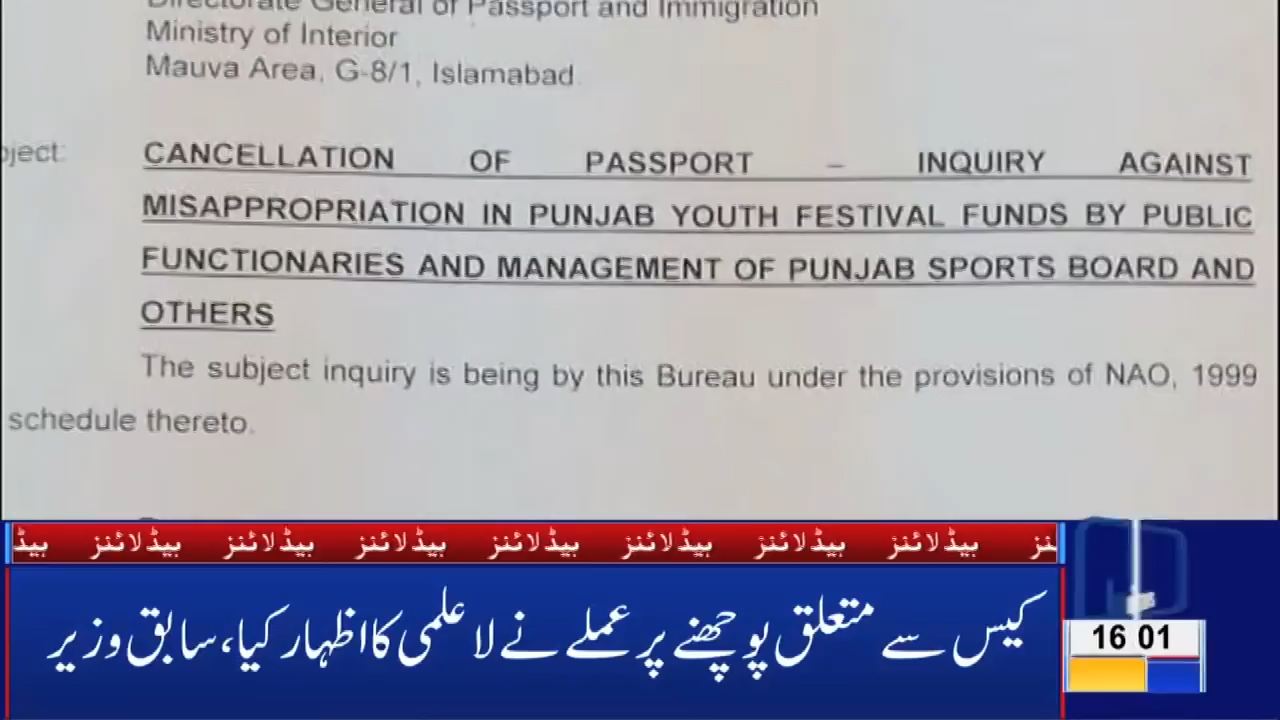 Directorate General of Passport and Immigration
Ministry of Interior
Mauva Area, G-8/1, Islamabad.
bject: CANCELLATION OF PASSPORT – INQUIRY AGAINST
MISAPPROPRIATION IN PUNJAB YOUTH FESTIVAL FUNDS BY PUBLIC
FUNCTIONARIES AND MANAGEMENT OF PUNJAB SPORTS BOARD AND
OTHERS
The subject inquiry is being by this Bureau under the provisions of NAO, 1999
schedule thereto.
نز ہیڈلائنز ہیڈلائنز ہیڈلائنز ہیڈلائنز ہیڈلائنز ہیڈلائنز ہیڈلائنز ہیڈ
کیس سے متعلق پوچھنے پر عملے نے لاعلمی کا اظہار کیا، سابق وزیر
16 01